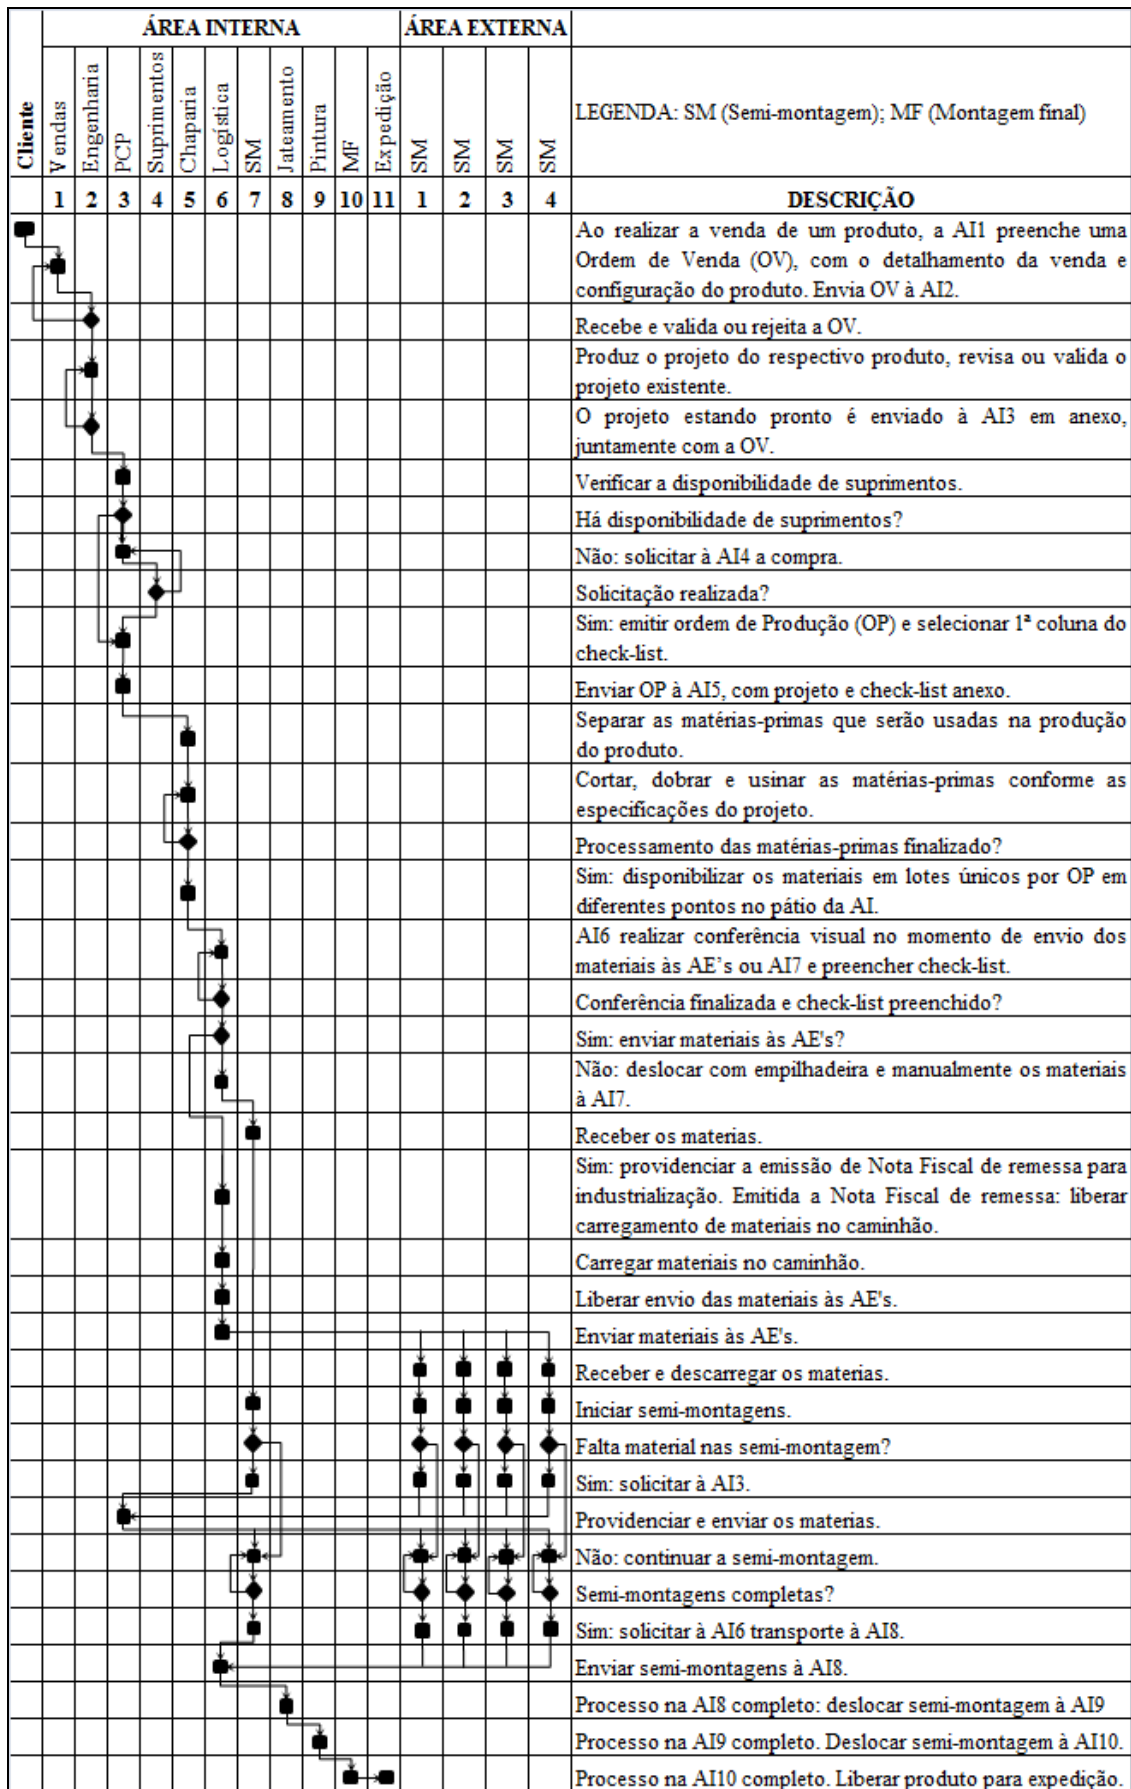 ÁREA INTERNA
ÁREA EXTERNA
Cliente
Vendas
Engenharia
PCP
Suprimentos
Chaparia
Logística
SM
Jateamento
Pintura
MF
Expedição
SM
SM
SM
SM
LEGENDA: SM (Semi-montagem); MF (Montagem final)
1 2 3 4 5 6 7 8 9 10 11 1 2 3 4
DESCRIÇÃO
Ao realizar a venda de um produto, a AI1 preenche uma
Ordem de Venda (OV), com o detalhamento da venda e
configuração do produto. Envia OV à AI2.
Recebe e valida ou rejeita a OV.
Produz o projeto do respectivo produto, revisa ou valida o
projeto existente.
O projeto estando pronto é enviado à AI3 em anexo,
juntamente com a OV.
Verificar a disponibilidade de suprimentos.
Há disponibilidade de suprimentos?
Não: solicitar à AI4 a compra.
Solicitação realizada?
Sim: emitir ordem de Produção (OP) e selecionar 1ª coluna do
check-list.
Enviar OP à AI5, com projeto e check-list anexo.
Separar as matérias-primas que serão usadas na produção
do produto.
Cortar, dobrar e usinar as matérias-primas conforme as
especificações do projeto.
Processamento das matérias-primas finalizado?
Sim: disponibilizar os materiais em lotes únicos por OP em
diferentes pontos no pátio da AI.
AI6 realizar conferência visual no momento de envio dos
materiais às AE's ou AI7 e preencher check-list.
Conferência finalizada e check-list preenchido?
Sim: enviar materiais às AE's?
Não: deslocar com empilhadeira e manualmente os materiais
à AI7.
Receber os materias.
Sim: providenciar a emissão de Nota Fiscal de remessa para
industrialização. Emitida a Nota Fiscal de remessa: liberar
carregamento de materiais no caminhão.
Carregar materiais no caminhão.
Liberar envio das materiais às AE's.
Enviar materiais às AE's.
Receber e descarregar os materias.
Iniciar semi-montagens.
Falta material nas semi-montagem?
Sim: solicitar à AI3.
Providenciar e enviar os materias.
Não: continuar a semi-montagem.
Semi-montagens completas?
Sim: solicitar à AI6 transporte à AI8.
Enviar semi-montagens à AI8.
Processo na AI8 completo: deslocar semi-montagem à AI9
Processo na AI9 completo. Deslocar semi-montagem à AI10.
Processo na AI10 completo. Liberar produto para expedição.